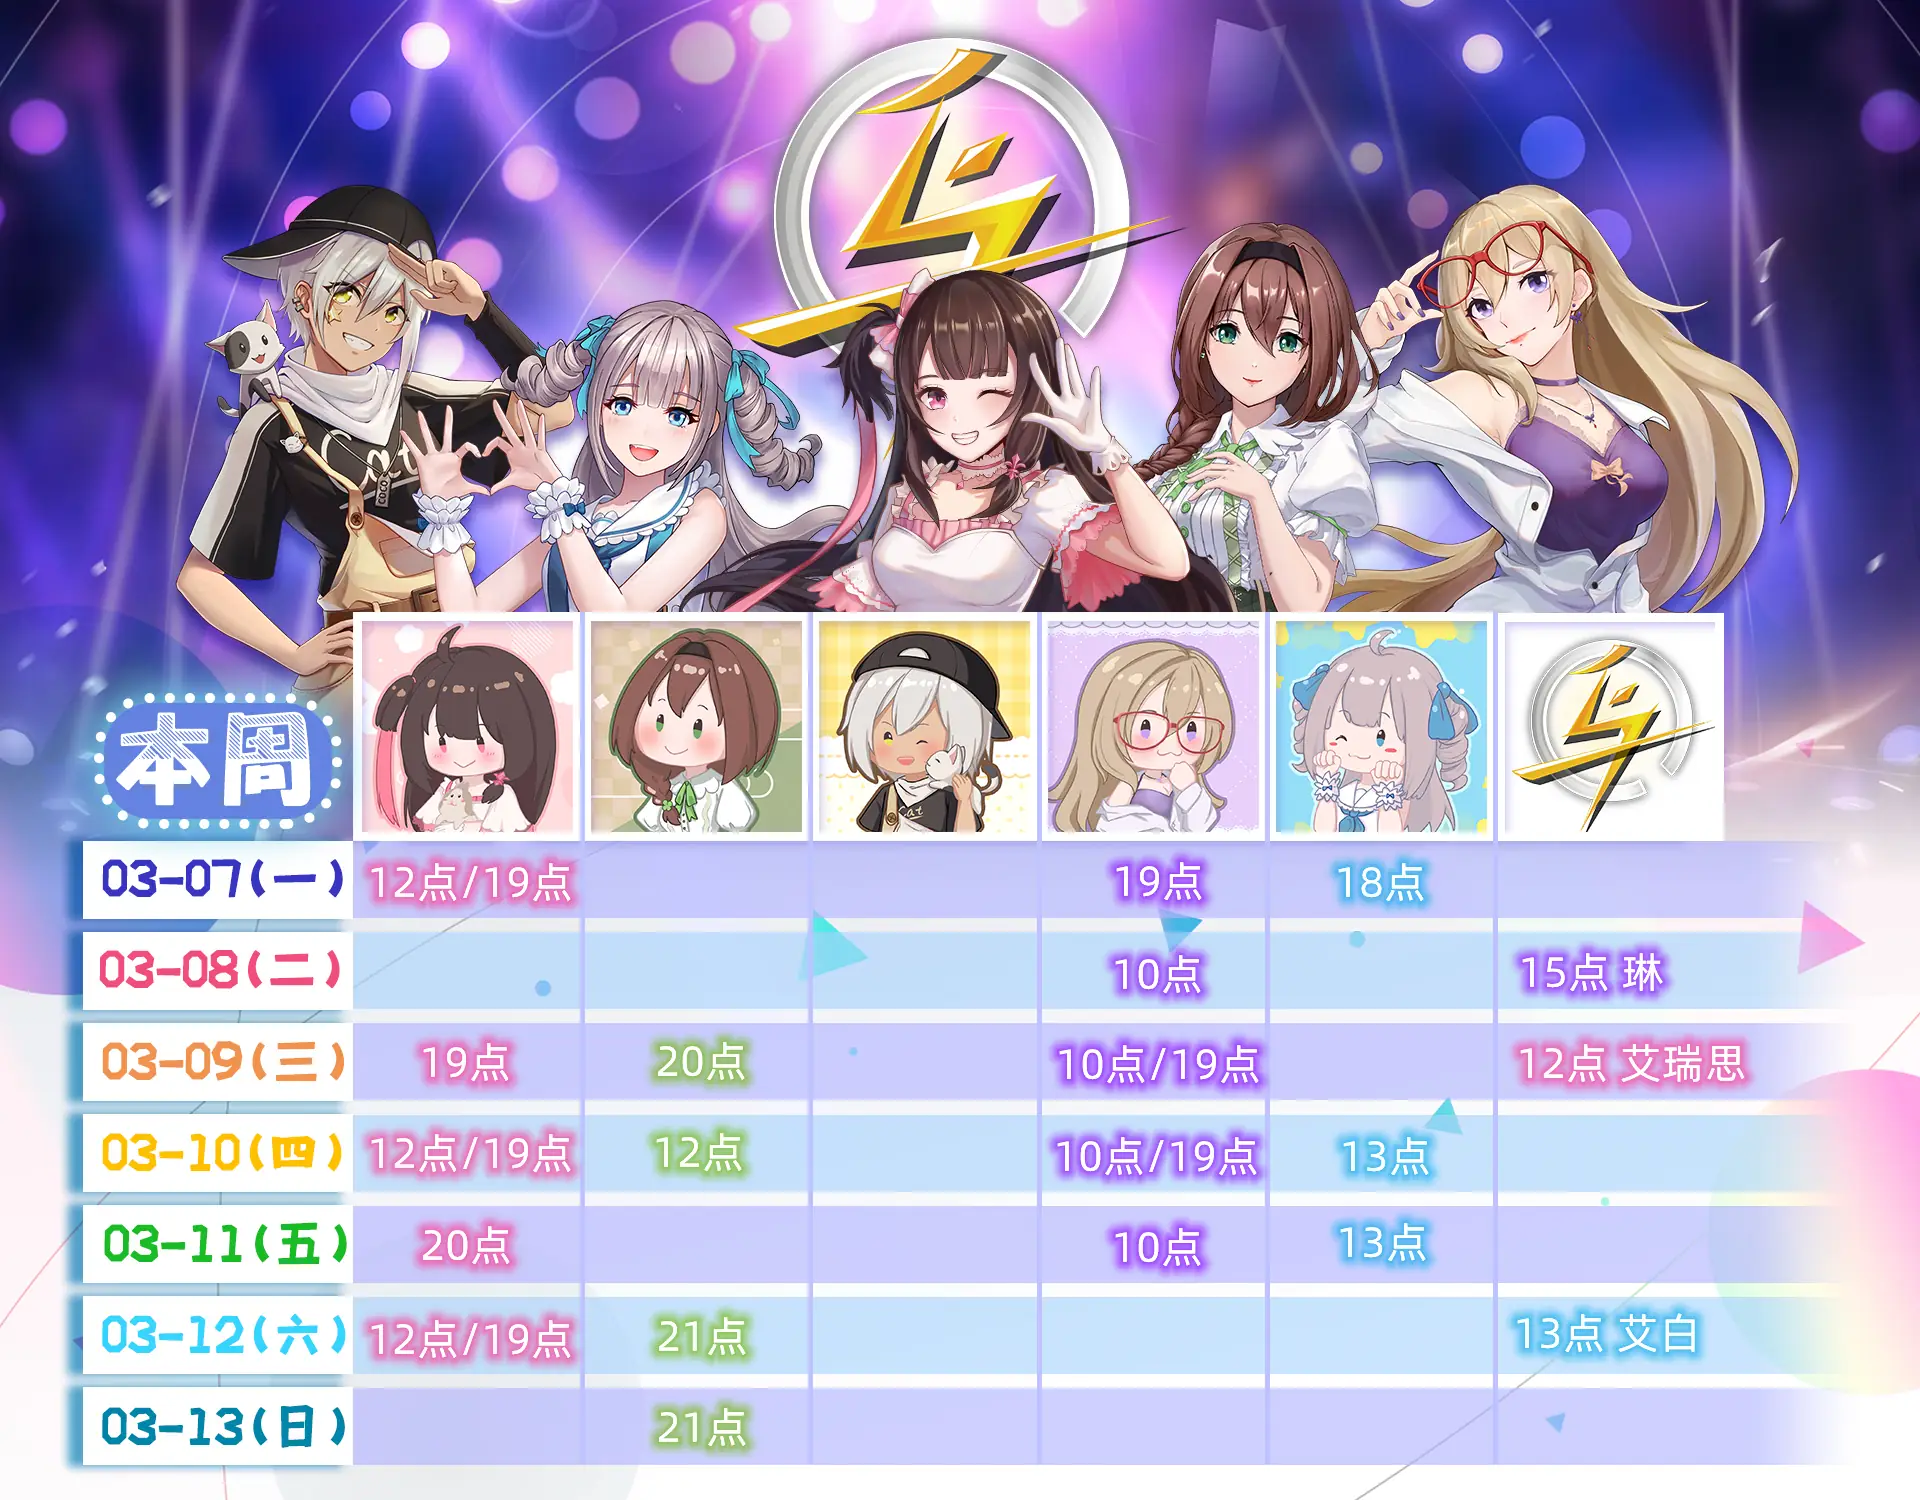 Cat
COCO
本周
03-07(一) 12点/19点 19点 18点
03-08(二) 10点 15点 琳
03-09(三) 19点 20点 10点/19点 12点 艾瑞思
03-10(四) 12点/19点 12点 10点/19点 13点
03-11(五) 20点 10点 13点
03-12(六) 12点/19点 21点 13点 艾白
03-13(日) 21点